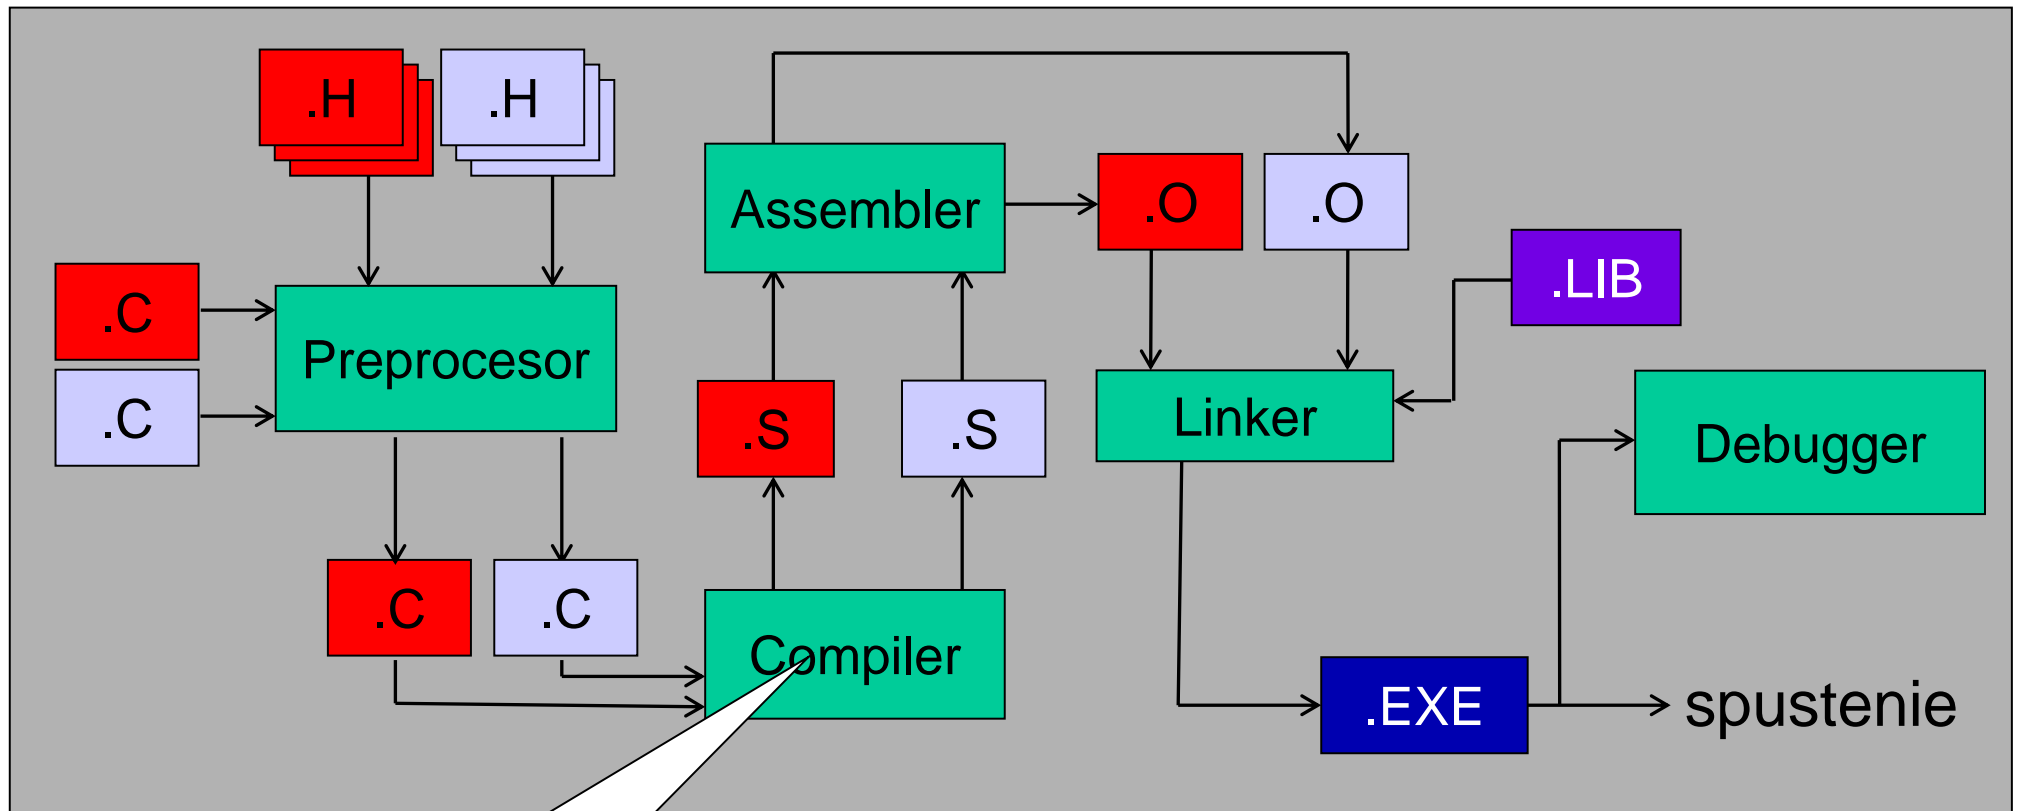 .H
.H
.C
.C
Preprocesor
.C
.C
Assembler
.S
.S
Compiler
.O
.O
.LIB
Linker
Debugger
.EXE
spustenie